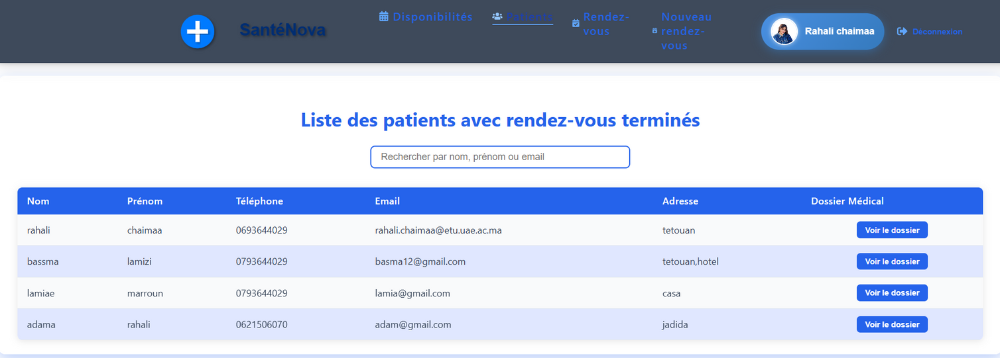 SantéNova
Disponibilités
Patients
Rendez-
vous
Nouveau
rendez-
vous
Rahali chaimaa
Déconnexion
Liste des patients avec rendez-vous terminés
Rechercher par nom, prénom ou email
Nom Prénom Téléphone Email Adresse Dossier Médical
rahali chaimaa 0693644029 rahali.chaimaa@etu.uae.ac.ma tetouan Voir le dossier
bassma lamizi 0793644029 basma12@gmail.com tetouan,hotel Voir le dossier
lamiae marroun 0793644029 lamia@gmail.com casa Voir le dossier
adama rahali 0621506070 adam@gmail.com jadida Voir le dossier